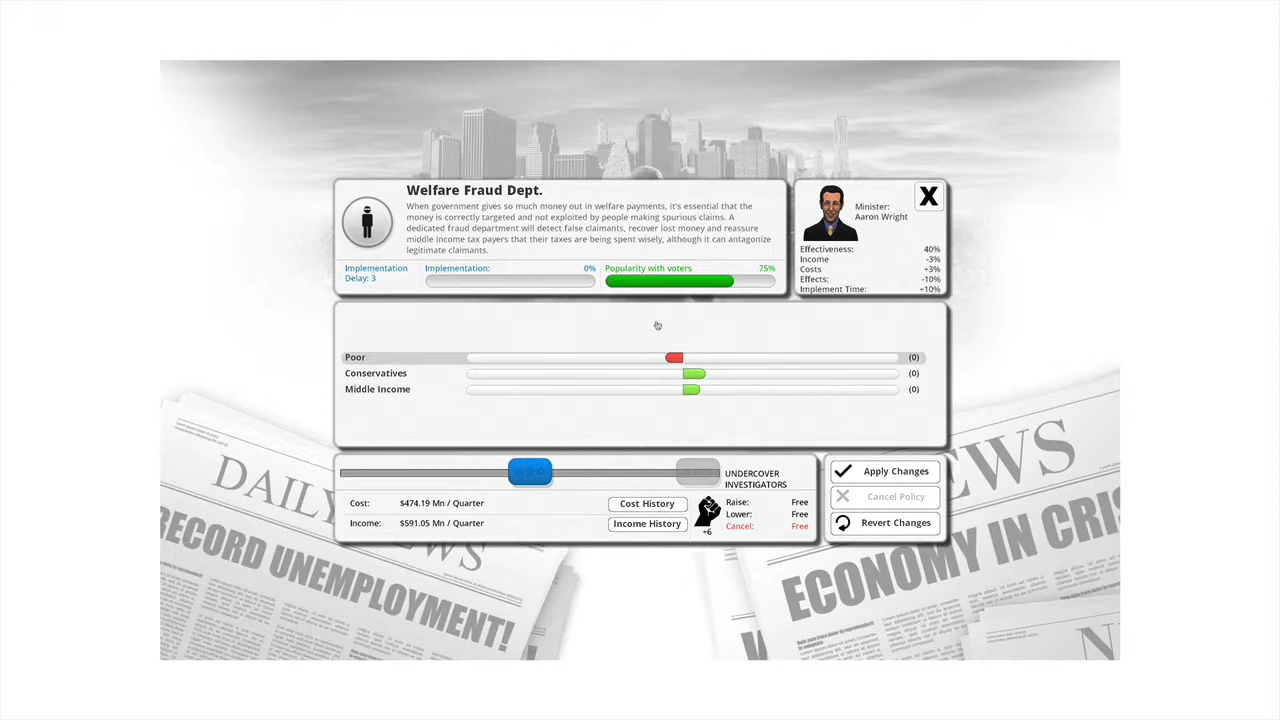 Welfare Fraud Dept.
When government gives so much money out in welfare payments, it's essential that the
money is correctly targeted and not exploited by people making spurious claims. A
dedicated fraud department will detect false claimants, recover lost money and reassure
middle income tax payers that their taxes are being spent wisely, although it can antagonize
legitimate claimants.
Implementation
Delay: 3
Implementation: 0%
Popularity with voters 75%
X
Minister:
Aaron Wright
Effectiveness: 40%
Income -3%
Costs +3%
Effects: -10%
Implement Time: +10%
Poor (0)
Conservatives (0)
Middle Income (0)
UNDERCOVER
INVESTIGATORS
Cost: $474.19 Mn / Quarter
Income: $591.05 Mn / Quarter
Cost History
Income History
+6
Raise: Free
Lower: Free
Cancel: Free
Apply Changes
Cancel Policy
Revert Changes
DAILY
NEWS
RECORD UNEMPLOYMENT!
EWS
ECONOMY IN CRIS
N